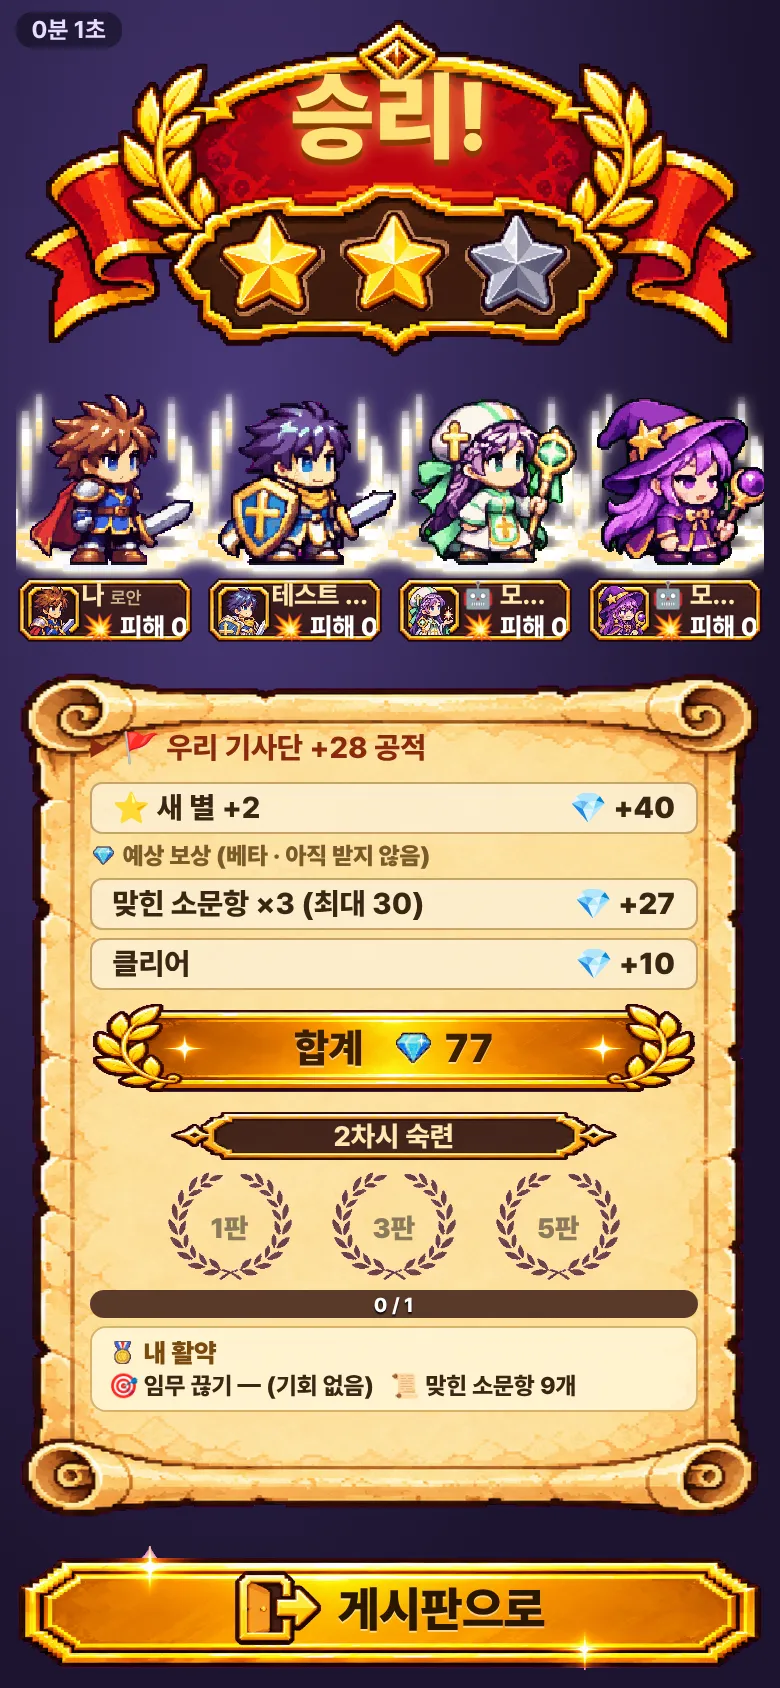 0분 1초
승리!
나 로안
피해 0
테스트 ...
피해 0
모...
피해 0
모...
피해 0
우리 기사단 +28 공적
새 별 +2 +40
예상 보상 (베타 · 아직 받지 않음)
맞힌 소문항 ×3 (최대 30) +27
클리어 +10
합계 77
2차시 숙련
1판 3판 5판
0 / 1
내 활약
임무 끊기 — (기회 없음) 맞힌 소문항 9개
게시판으로